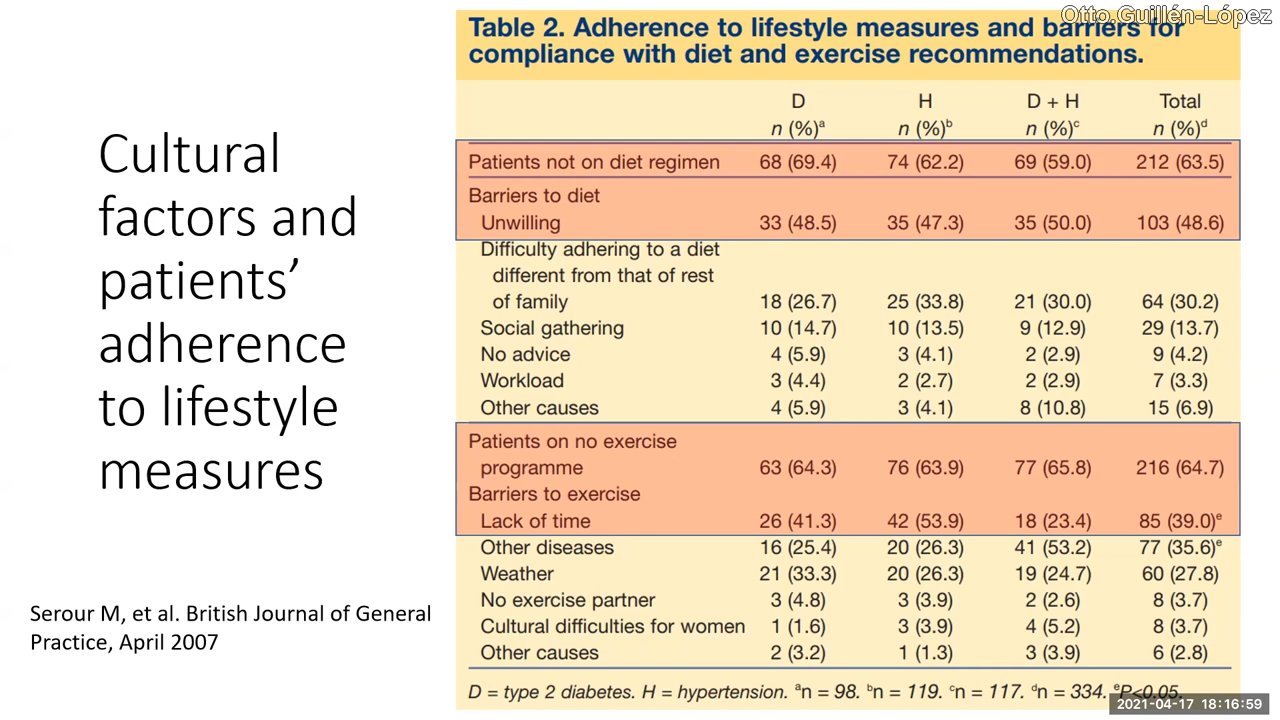 Otto.Guillén-López
Cultural
factors and
patients’
adherence
to lifestyle
measures
Serour M, et al. British Journal of General
Practice, April 2007
Table 2. Adherence to lifestyle measures and barriers for
compliance with diet and exercise recommendations.
D H D + H Total
n (%)a n (%)b n (%)c n (%)d
Patients not on diet regimen 68 (69.4) 74 (62.2) 69 (59.0) 212 (63.5)
Barriers to diet
Unwilling 33 (48.5) 35 (47.3) 35 (50.0) 103 (48.6)
Difficulty adhering to a diet
different from that of rest
of family 18 (26.7) 25 (33.8) 21 (30.0) 64 (30.2)
Social gathering 10 (14.7) 10 (13.5) 9 (12.9) 29 (13.7)
No advice 4 (5.9) 3 (4.1) 2 (2.9) 9 (4.2)
Workload 3 (4.4) 2 (2.7) 2 (2.9) 7 (3.3)
Other causes 4 (5.9) 3 (4.1) 8 (10.8) 15 (6.9)
Patients on no exercise
programme 63 (64.3) 76 (63.9) 77 (65.8) 216 (64.7)
Barriers to exercise
Lack of time 26 (41.3) 42 (53.9) 18 (23.4) 85 (39.0)e
Other diseases 16 (25.4) 20 (26.3) 41 (53.2) 77 (35.6)e
Weather 21 (33.3) 20 (26.3) 19 (24.7) 60 (27.8)
No exercise partner 3 (4.8) 3 (3.9) 2 (2.6) 8 (3.7)
Cultural difficulties for women 1 (1.6) 3 (3.9) 4 (5.2) 8 (3.7)
Other causes 2 (3.2) 1 (1.3) 3 (3.9) 6 (2.8)
D = type 2 diabetes. H = hypertension. an = 98. bn = 119. cn = 117. dn = 334. eP<0.05.
2021-04-17 18:16:59